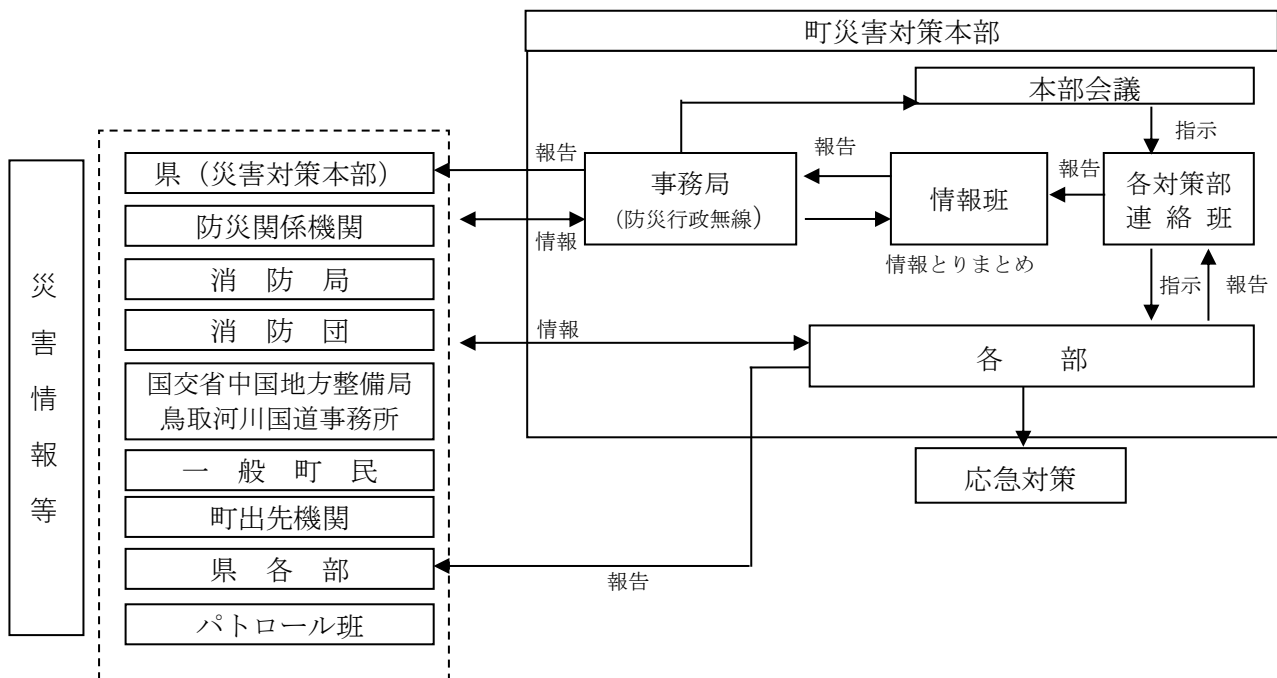 町災害対策本部
本部会議
指示
災害情報等
県（災害対策本部）
防災関係機関
消　防　局
消　防　団
国交省中国地方整備局
鳥取河川国道事務所
一　般　町　民
町出先機関
県　各　部
パトロール班
報告
情報
事務局
(防災行政無線)
報告
情報班
情報とりまとめ
報告
各対策部
連　絡　班
指示
報告
情報
各　　部
報告
応急対策